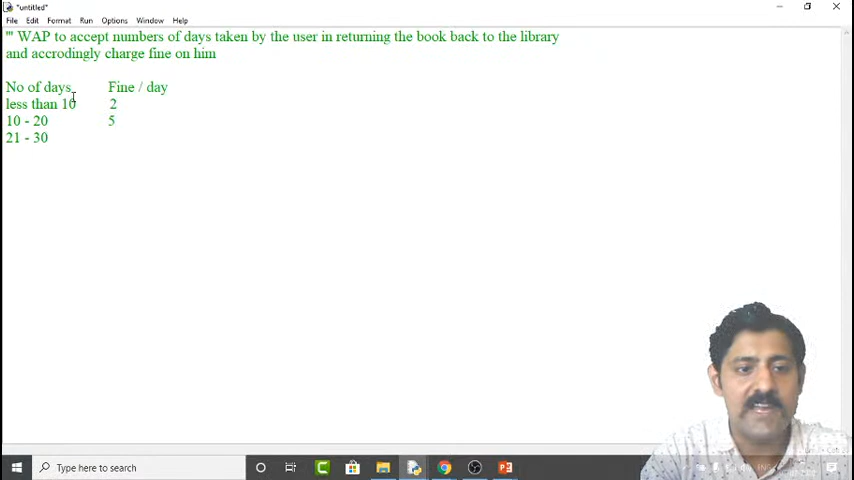 *untitled*
File Edit Format Run Options Window Help
''' WAP to accept numbers of days taken by the user in returning the book back to the library
and accrodingly charge fine on him
No of days Fine / day
less than 10 2
10 - 20 5
21 - 30
Type here to search